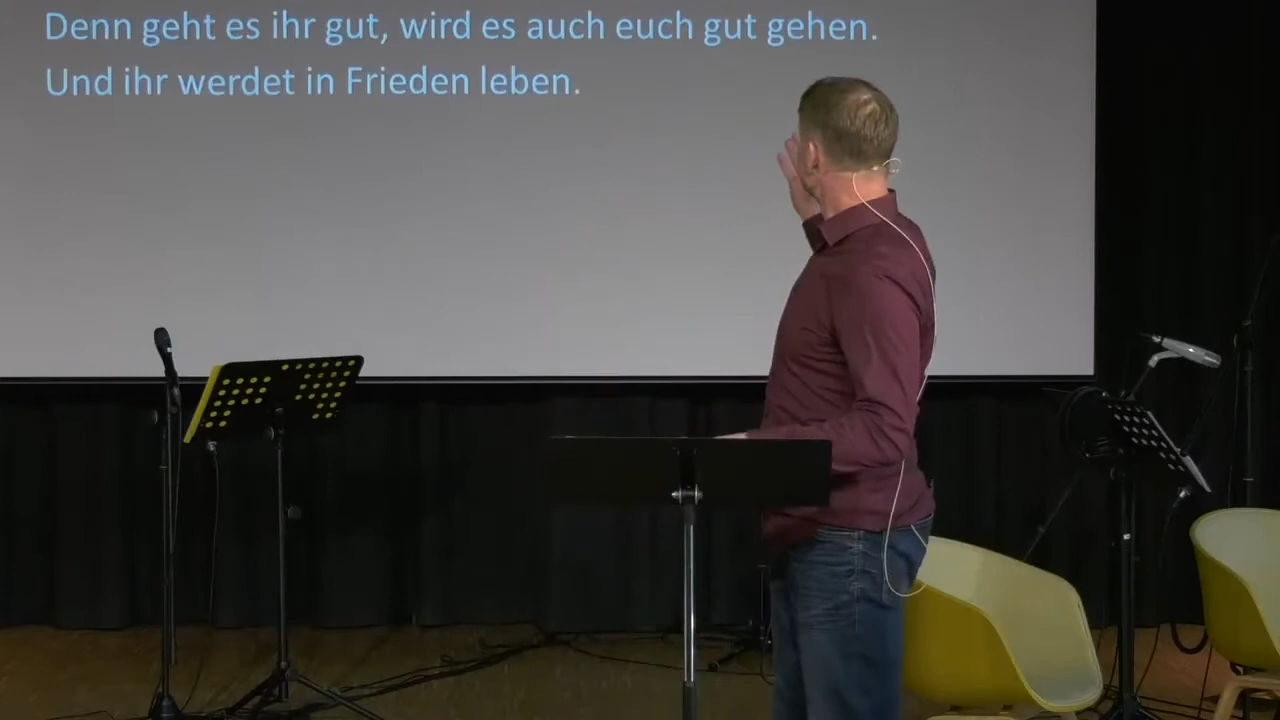 Denn geht es ihr gut, wird es auch euch gut gehen.
Und ihr werdet in Frieden leben.